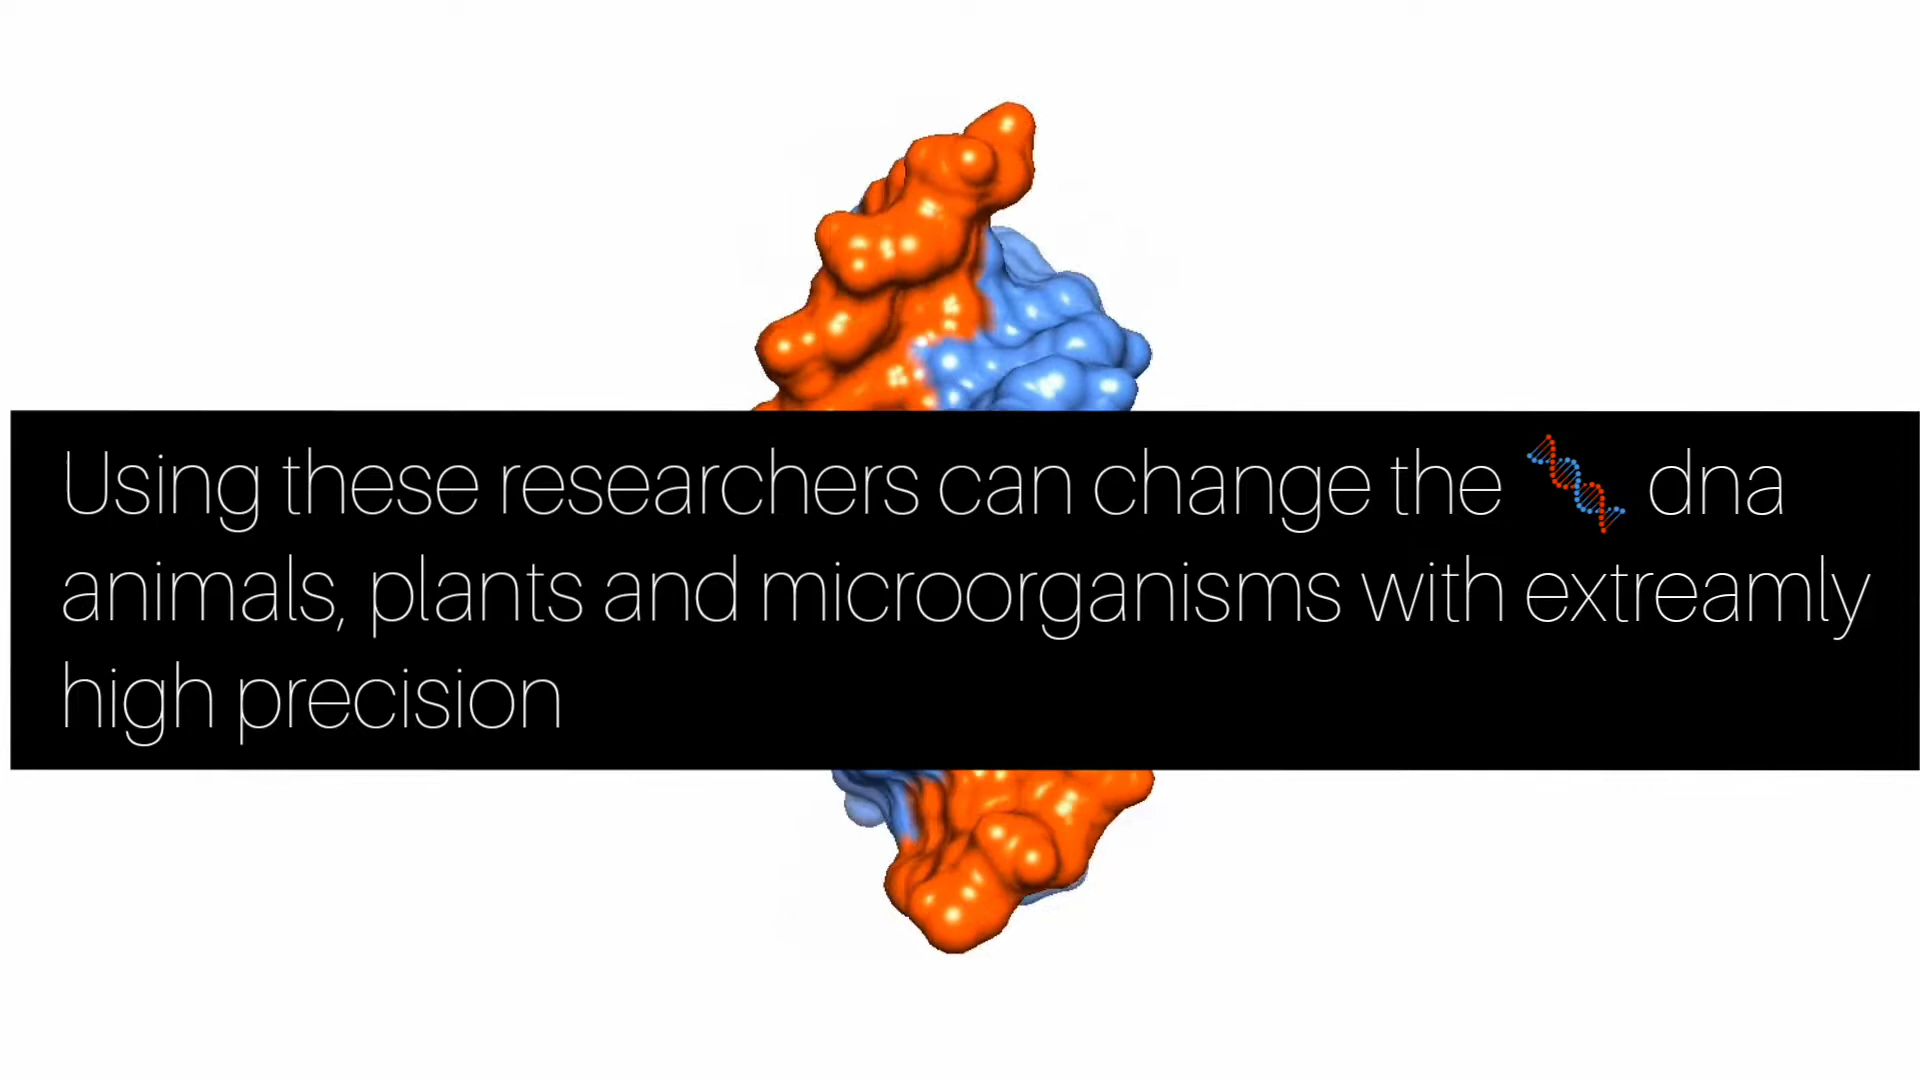 Using these researchers can change the 🧬 dna
animals, plants and microorganisms with extreamly
high precision